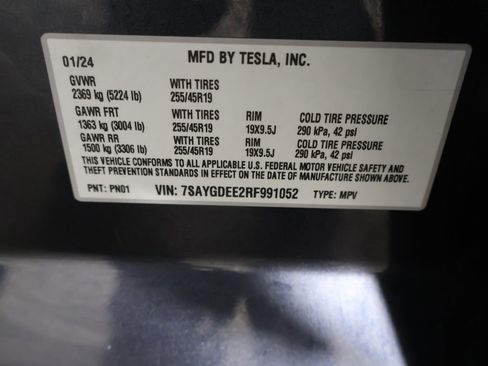 01/24 MFD BY TESLA, INC.
GVWR WITH TIRES
2369 kg (5224 lb) 255/45R19
GAWR FRT WITH TIRES RIM COLD TIRE PRESSURE
1363 kg (3004 lb) 255/45R19 19X9.5J 290 kPa, 42 psi
GAWR RR WITH TIRES RIM COLD TIRE PRESSURE
1500 kg (3306 lb) 255/45R19 19X9.5J 290 kPa, 42 psi
THIS VEHICLE CONFORMS TO ALL APPLICABLE U.S. FEDERAL MOTOR VEHICLE SAFETY AND
THEFT PREVENTION STANDARDS IN EFFECT ON THE DATE OF MANUFACTURE SHOWN ABOVE.
PNT: PN01 VIN: 7SAYGDEE2RF991052 TYPE: MPV